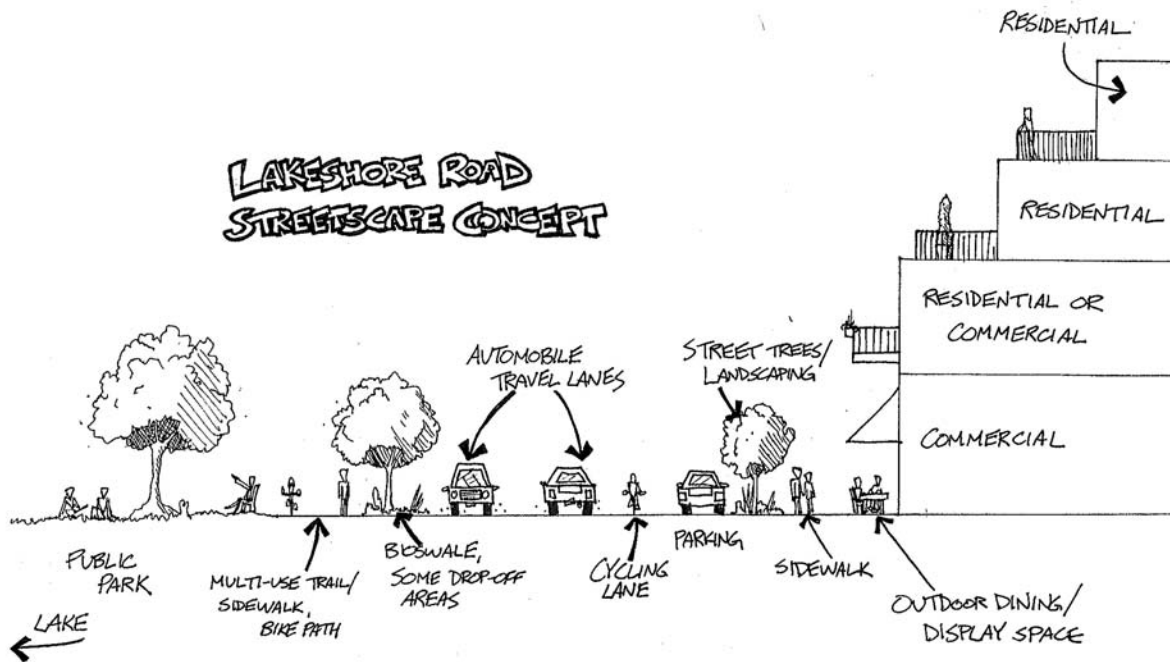 RESIDENTIAL
LAKESHORE ROAD
STREETSCAPE CONCEPT
RESIDENTIAL
RESIDENTIAL OR
COMMERCIAL
AUTOMOBILE
TRAVEL LANES
STREET TREES/
LANDSCAPING
COMMERCIAL
PUBLIC
PARK
MULTI-USE TRAIL/
SIDEWALK,
BIKE PATH
BIOSWALE,
SOME DROP-OFF
AREAS
CYCLING
LANE
PARKING
SIDEWALK
OUTDOOR DINING/
DISPLAY SPACE
LAKE